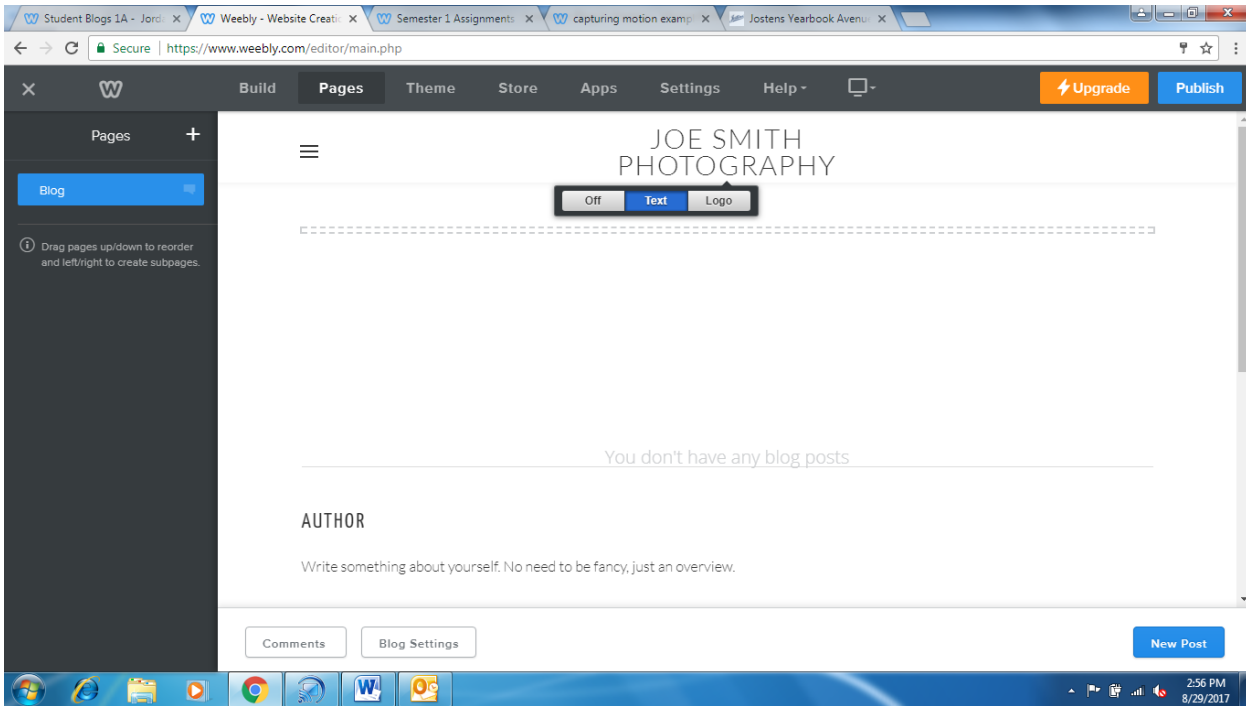 Student Blogs 1A - Jord
Weebly - Website Creatio
Semester 1 Assignments
capturing motion examp
Jostens Yearbook Avenu
Secure | https://www.weebly.com/editor/main.php
Build Pages Theme Store Apps Settings Help Upgrade Publish
Pages +
Blog
Drag pages up/down to reorder
and left/right to create subpages.
JOE SMITH
PHOTOGRAPHY
Off Text Logo
You don't have any blog posts
AUTHOR
Write something about yourself. No need to be fancy, just an overview.
Comments Blog Settings New Post
2:56 PM
8/29/2017